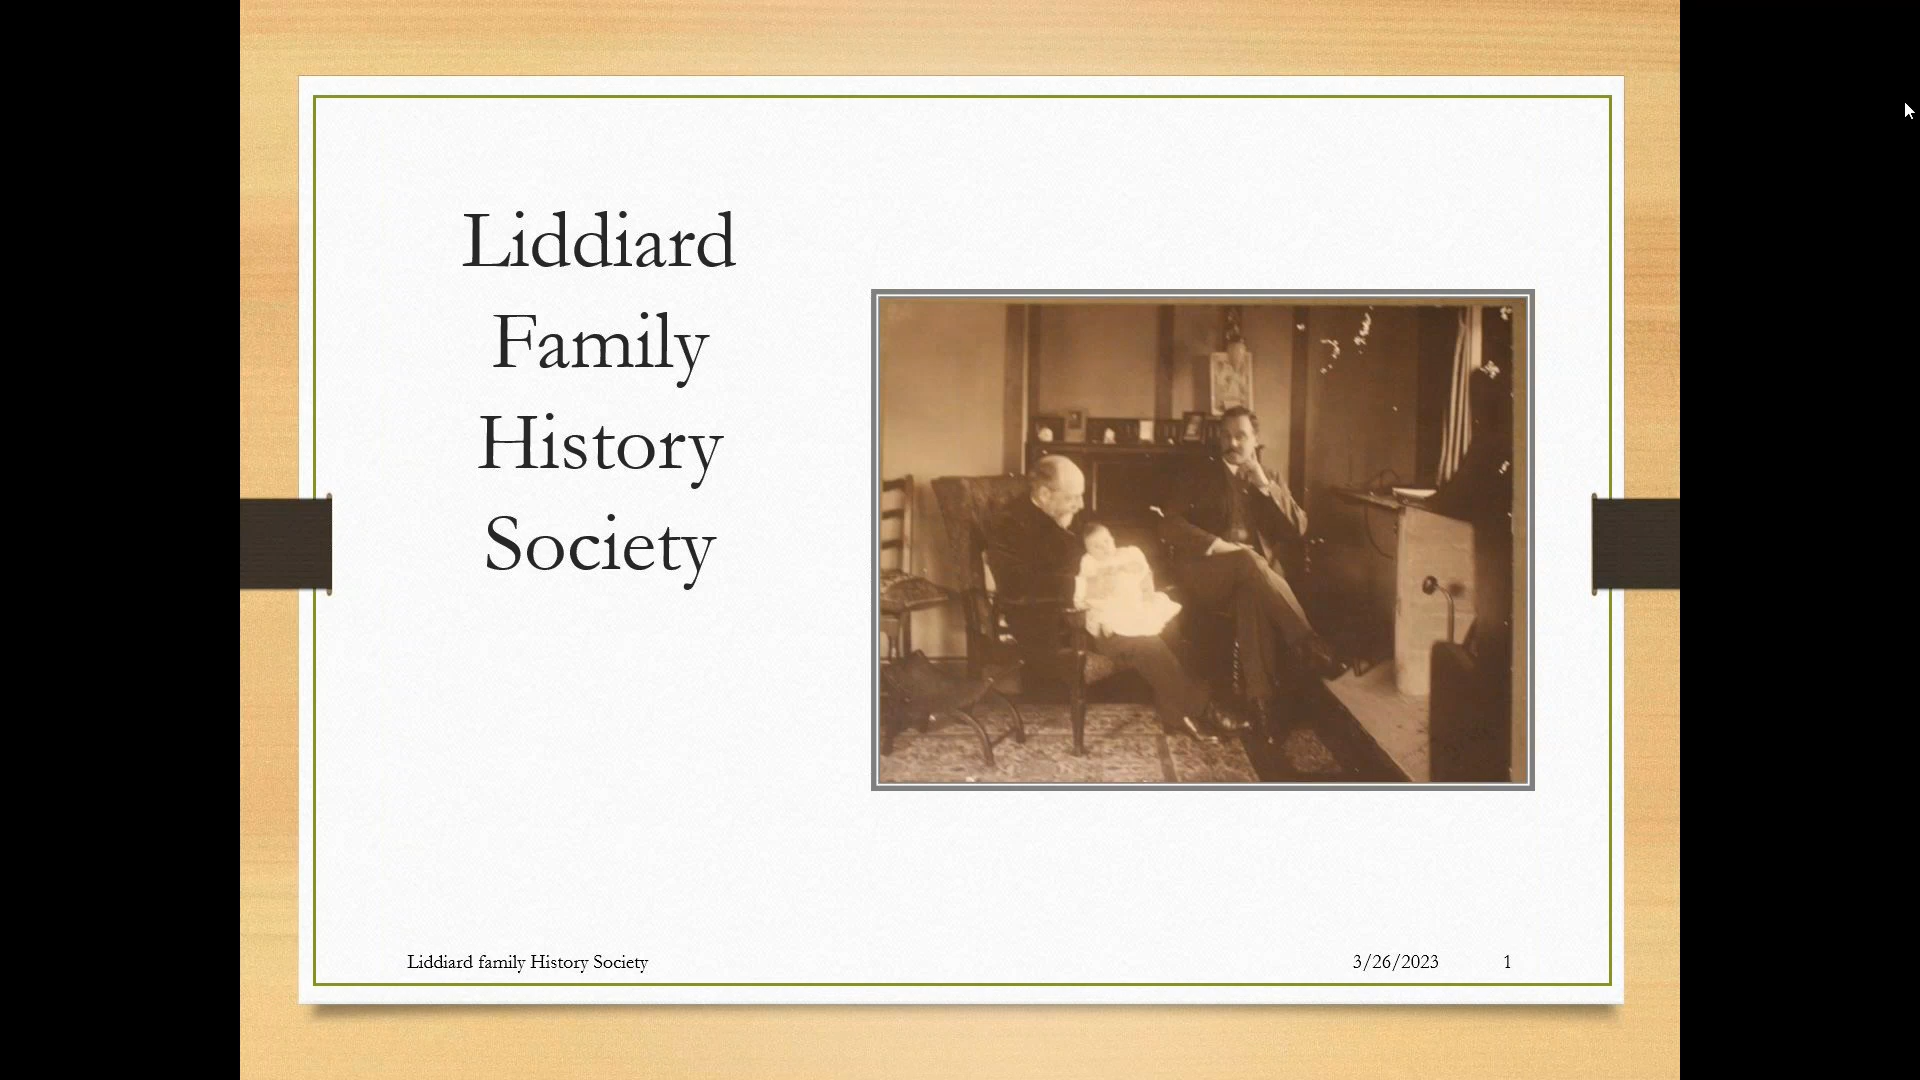 Liddiard
Family
History
Society
Liddiard family History Society
3/26/2023
1